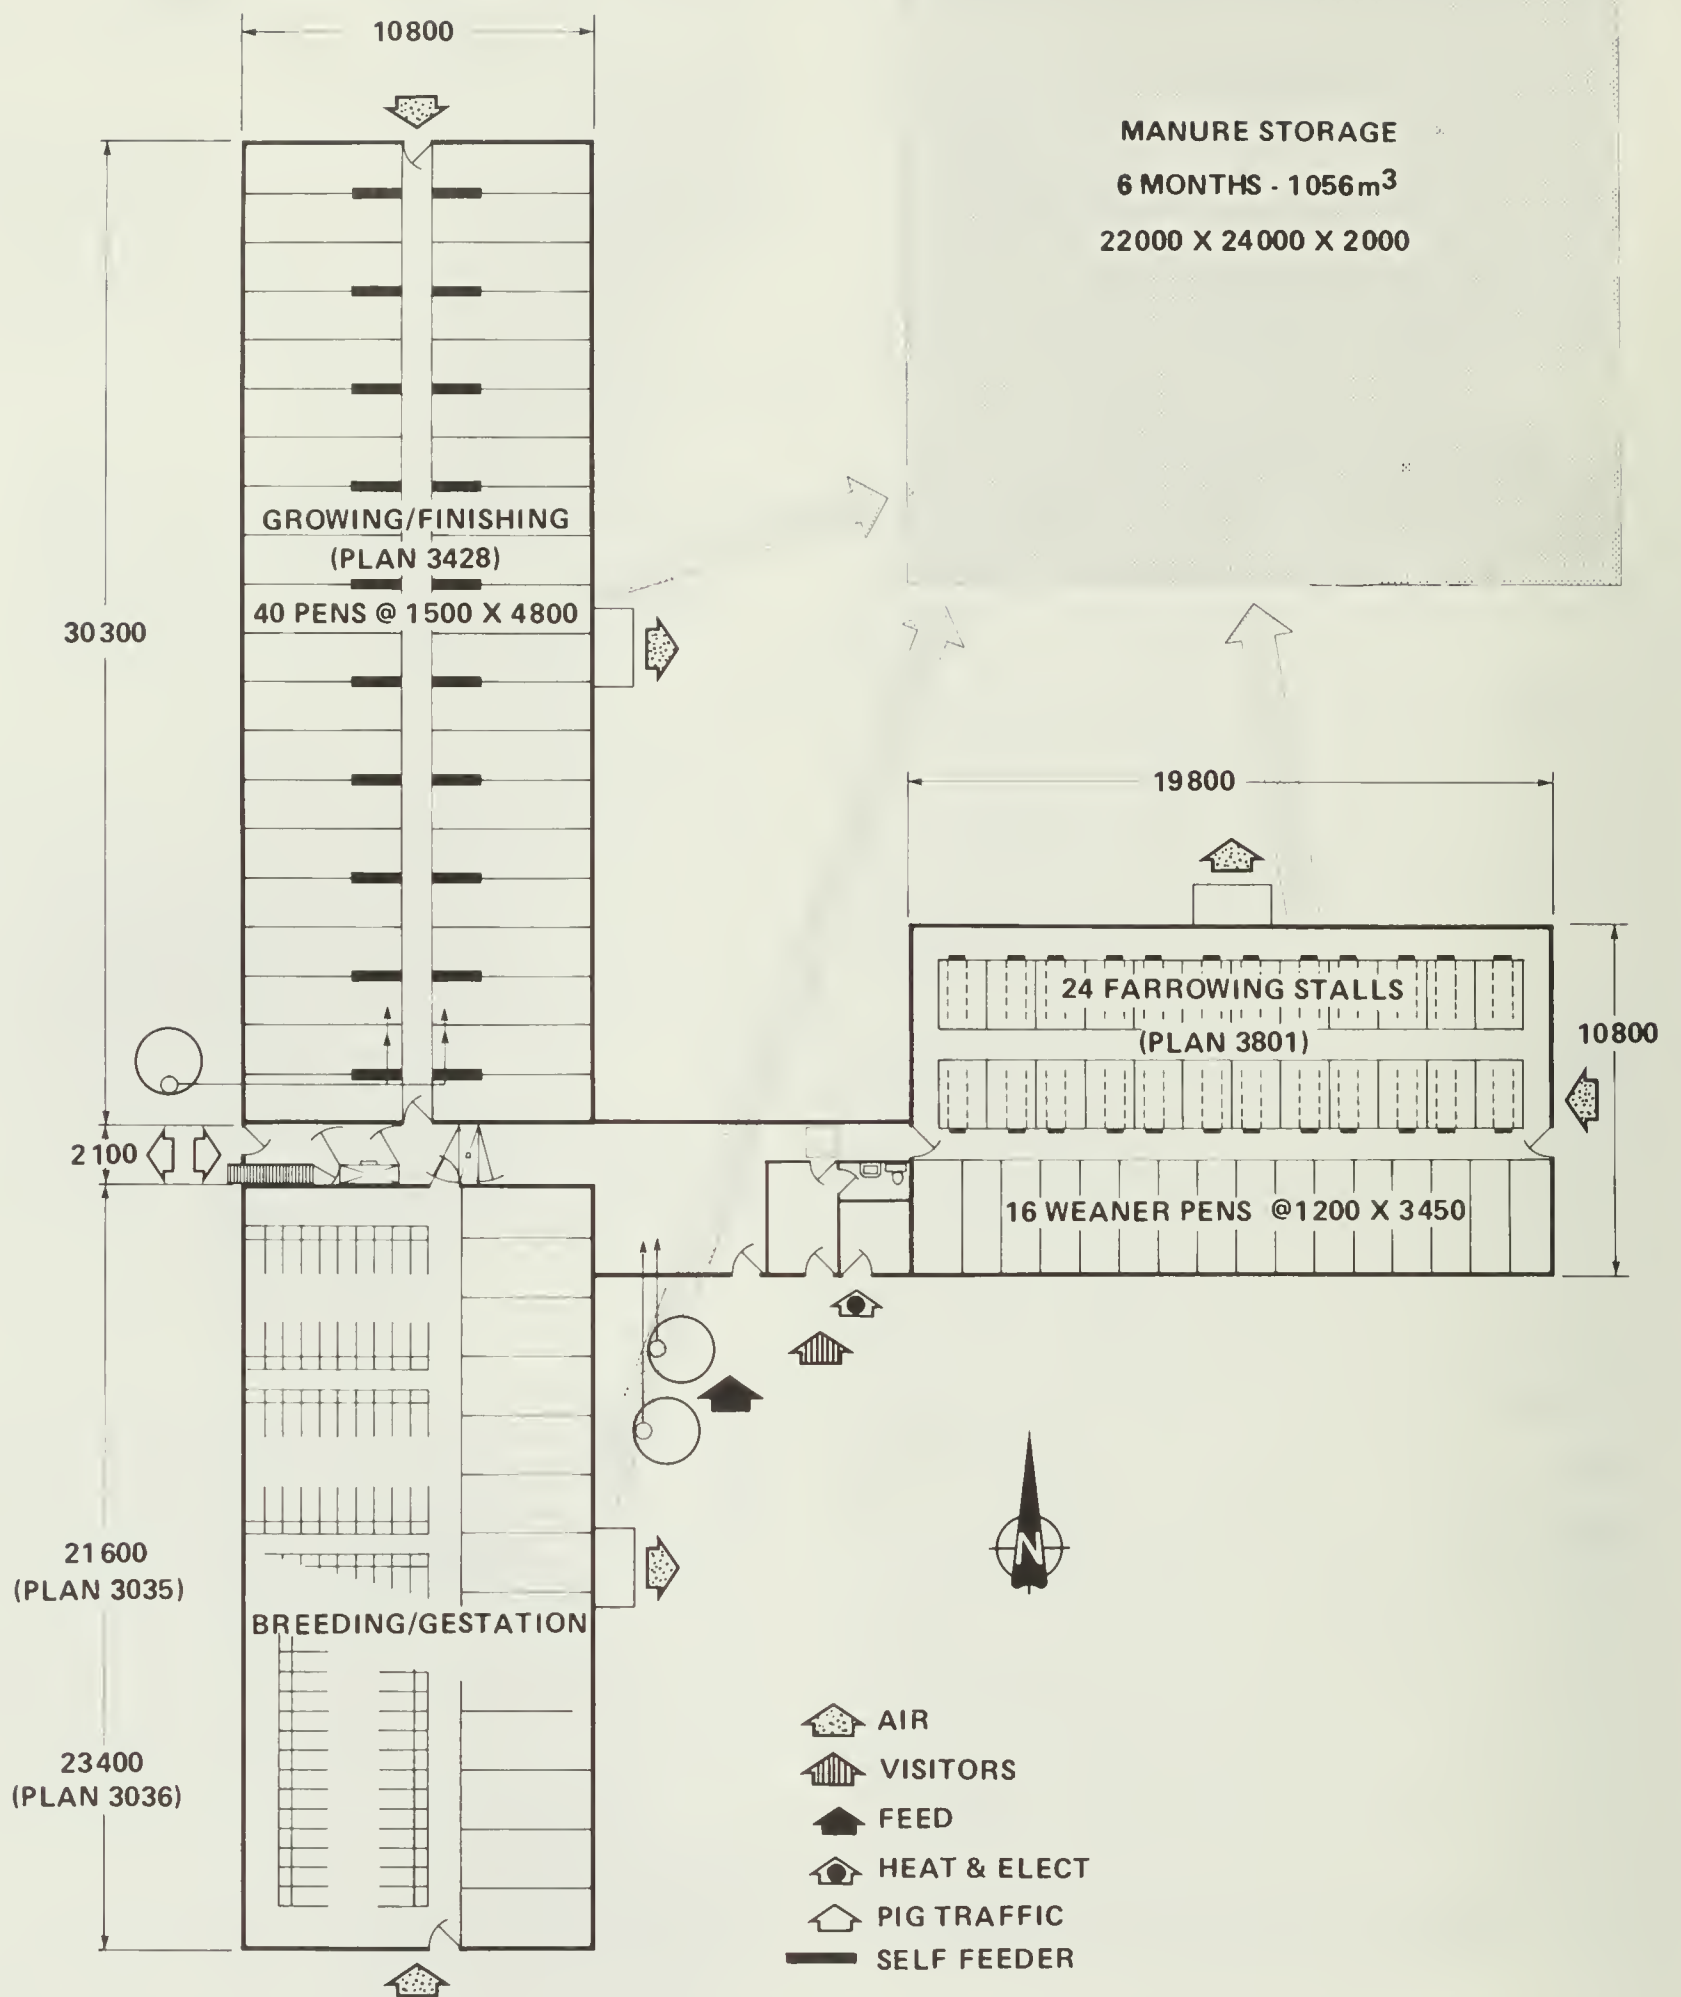 10800
MANURE STORAGE
6 MONTHS - 1056m³
22000 X 24000 X 2000
GROWING/FINISHING
(PLAN 3428)
40 PENS @ 1500 X 4800
30300
19800
24 FARROWING STALLS
(PLAN 3801)
10800
2100
16 WEANER PENS @1200 X 3450
N
21600
(PLAN 3035)
BREEDING/GESTATION
23400
(PLAN 3036)
AIR
VISITORS
FEED
HEAT & ELECT
PIG TRAFFIC
SELF FEEDER